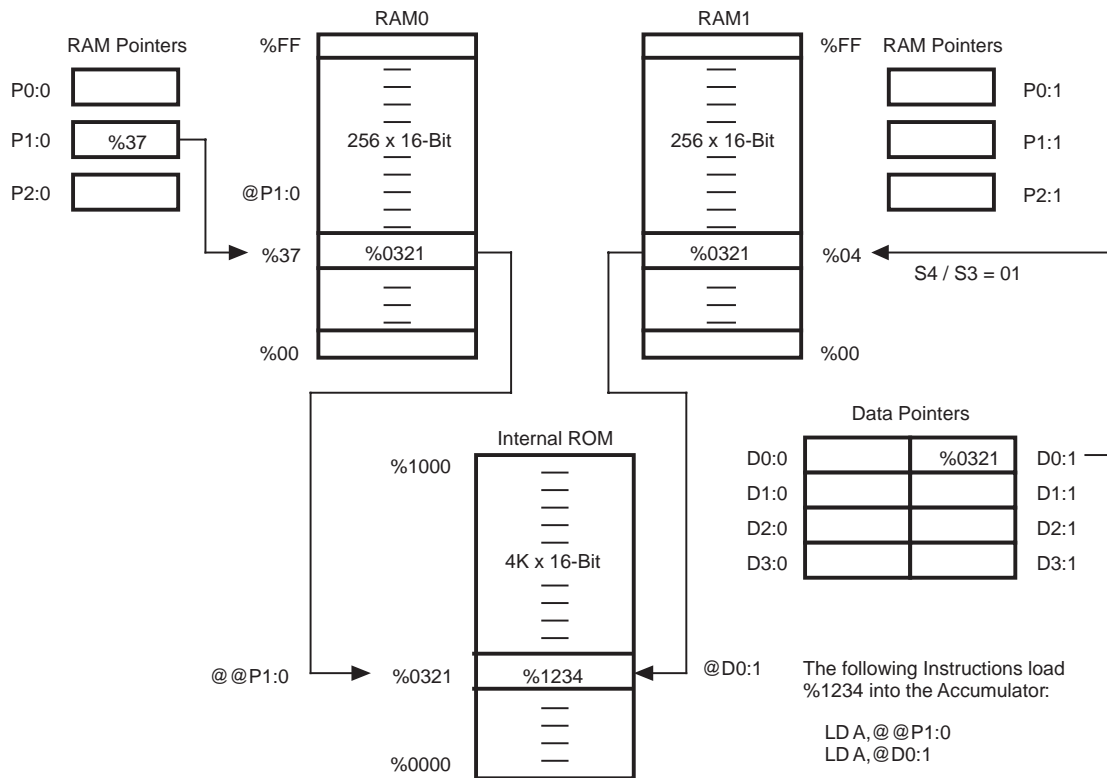 RAM0
RAM1
RAM Pointers
%FF
%FF
RAM Pointers
P0:0
P0:1
P1:0
%37
256 x 16-Bit
256 x 16-Bit
P1:1
P2:0
@P1:0
P2:1
%37
%0321
%0321
%04
S4 / S3 = 01
%00
%00
Data Pointers
Internal ROM
%1000
D0:0
%0321
D0:1
D1:0
D1:1
D2:0
D2:1
4K x 16-Bit
D3:0
D3:1
@@P1:0
%0321
%1234
@D0:1
The following Instructions load
%1234 into the Accumulator:
LD A,@@P1:0
LD A,@D0:1
%0000